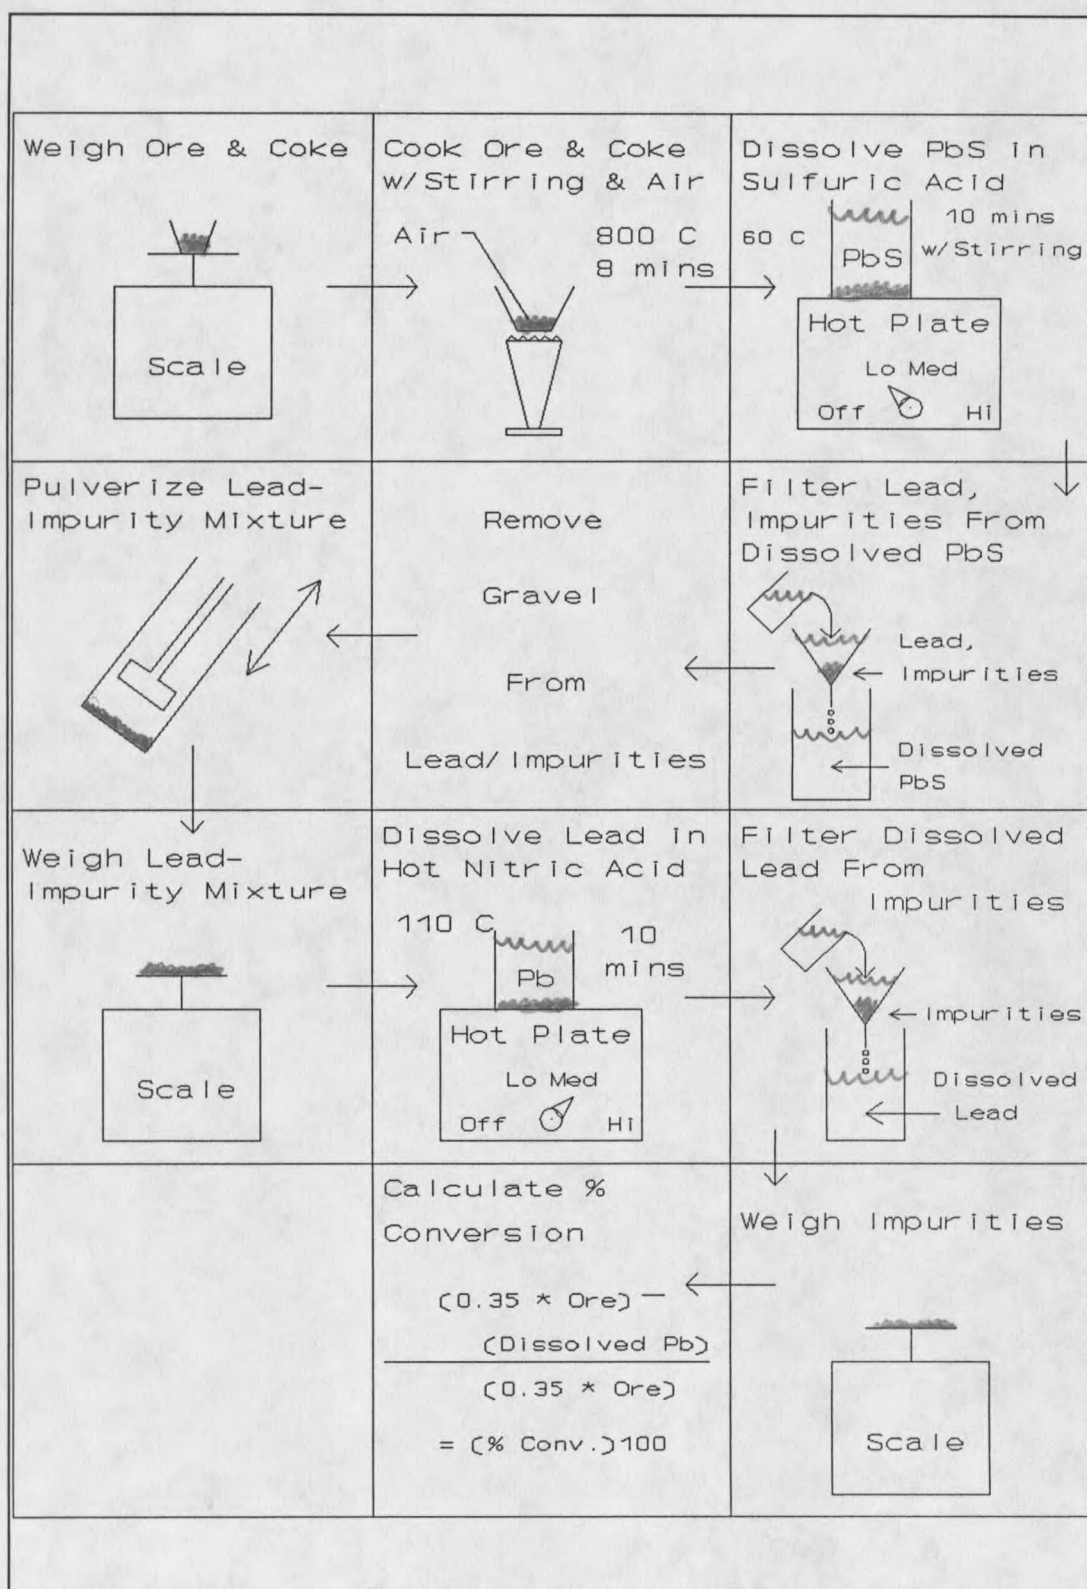 Weigh Ore & Coke
Scale
Cook Ore & Coke
w/Stirring & Air
Air
800 C
8 mins
Dissolve PbS in
Sulfuric Acid
60 C
10 mins
w/Stirring
PbS
Hot Plate
Lo Med
Off
Hi
Filter Lead,
Impurities From
Dissolved PbS
Lead,
Impurities
Dissolved
PbS
Remove
Gravel
From
Lead/Impurities
Pulverize Lead-
Impurity Mixture
Weigh Lead-
Impurity Mixture
Scale
Dissolve Lead in
Hot Nitric Acid
110 C
10
mins
Pb
Hot Plate
Lo Med
Off
Hi
Filter Dissolved
Lead From
Impurities
Impurities
Dissolved
Lead
Weigh Impurities
Scale
Calculate %
Conversion
(0.35 * Ore) —
(Dissolved Pb)
(0.35 * Ore)
= (% Conv.)100